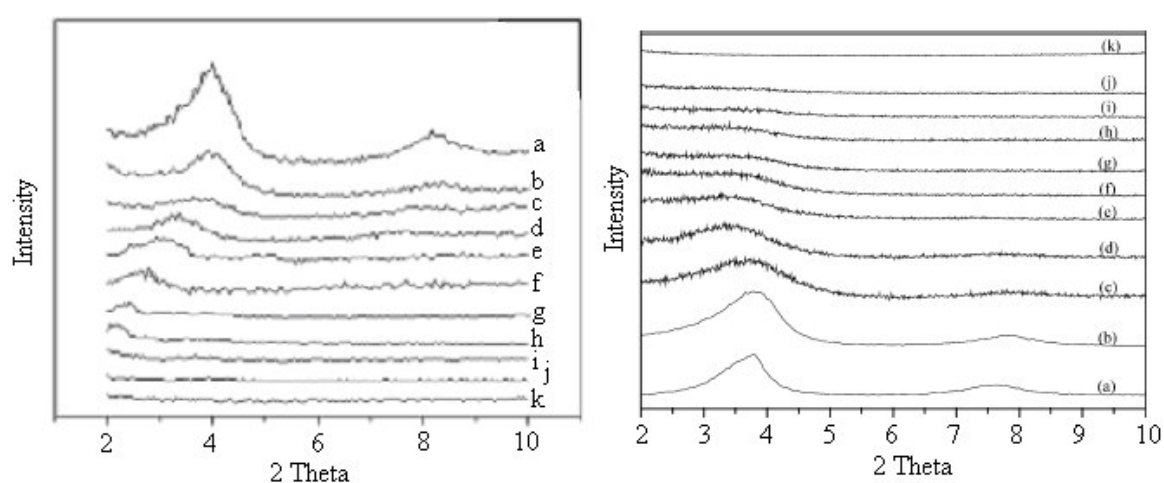 Intensity
a
b
c
d
e
f
g
h
i
j
k
2 4 6 8 10
2 Theta
Intensity
(k)
(j)
(i)
(h)
(g)
(f)
(e)
(d)
(c)
(b)
(a)
2 3 4 5 6 7 8 9 10
2 Theta